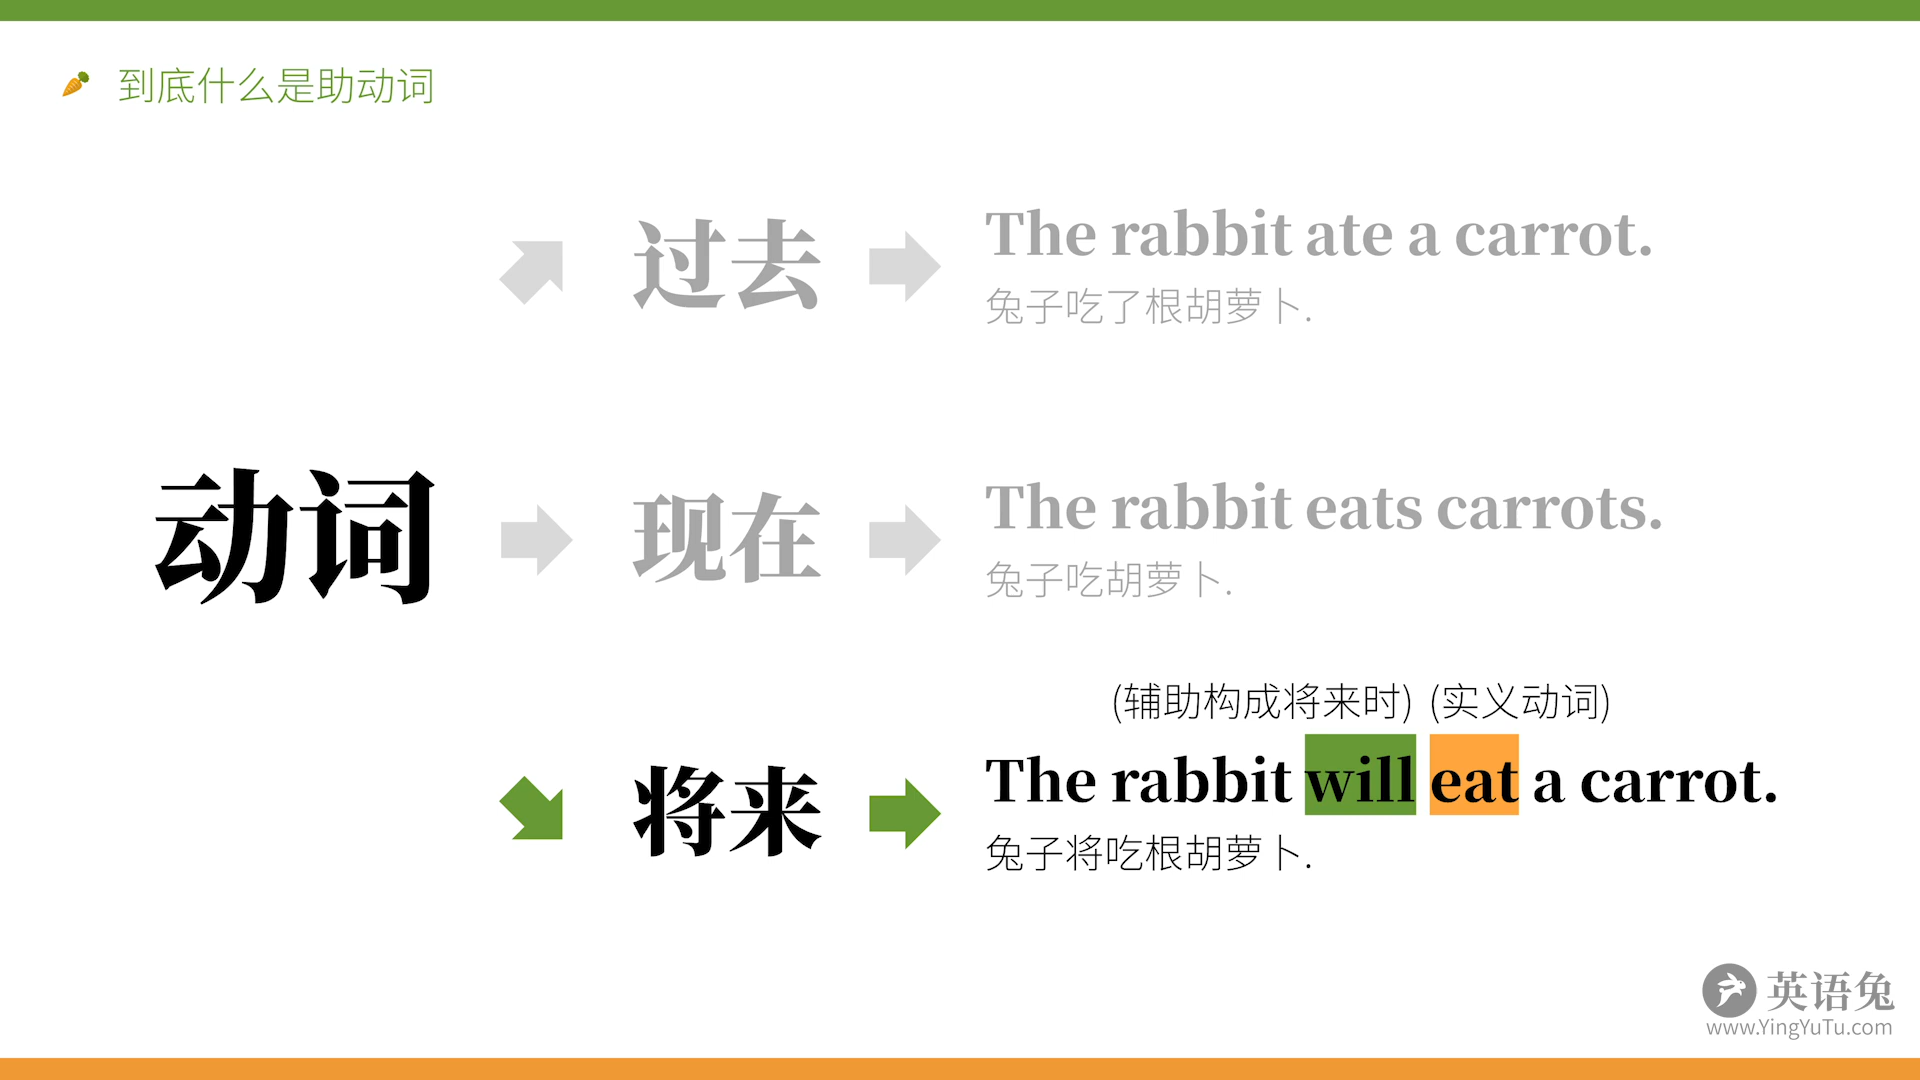 到底什么是助动词
过去
The rabbit ate a carrot.
兔子吃了根胡萝卜.
动词
现在
The rabbit eats carrots.
兔子吃胡萝卜.
(辅助构成将来时) (实义动词)
将来
The rabbit will eat a carrot.
兔子将吃根胡萝卜.
英语兔
www.YingYuTu.com